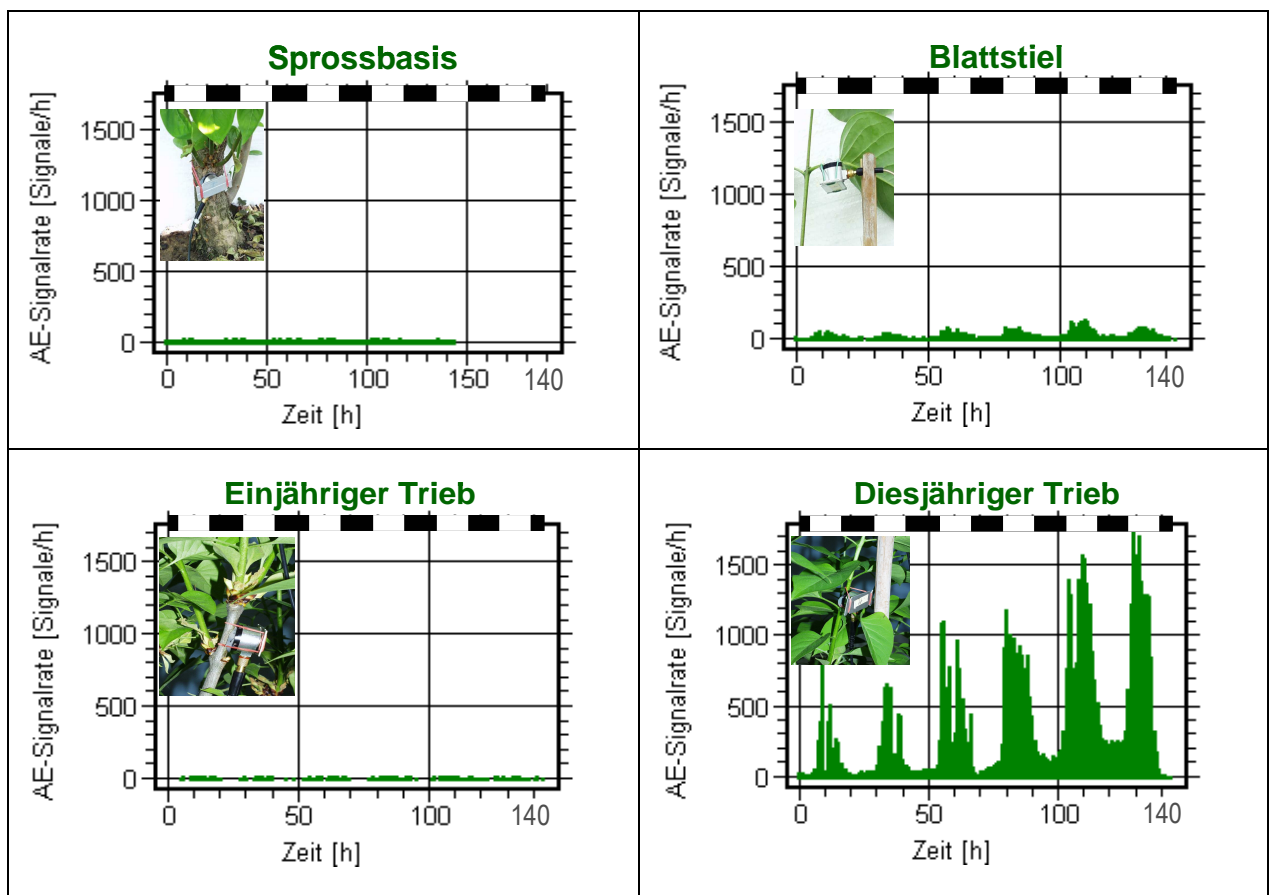 Sprossbasis
AE-Signalrate [Signale/h]
1500
1000
500
0
0 50 100 150 140
Zeit [h]
Blattstiel
AE-Signalrate [Signale/h]
1500
1000
500
0
0 50 100 140
Zeit [h]
Einjähriger Trieb
AE-Signalrate [Signale/h]
1500
1000
500
0
0 50 100 140
Zeit [h]
Diesjähriger Trieb
AE-Signalrate [Signale/h]
1500
1000
500
0
0 50 100 140
Zeit [h]